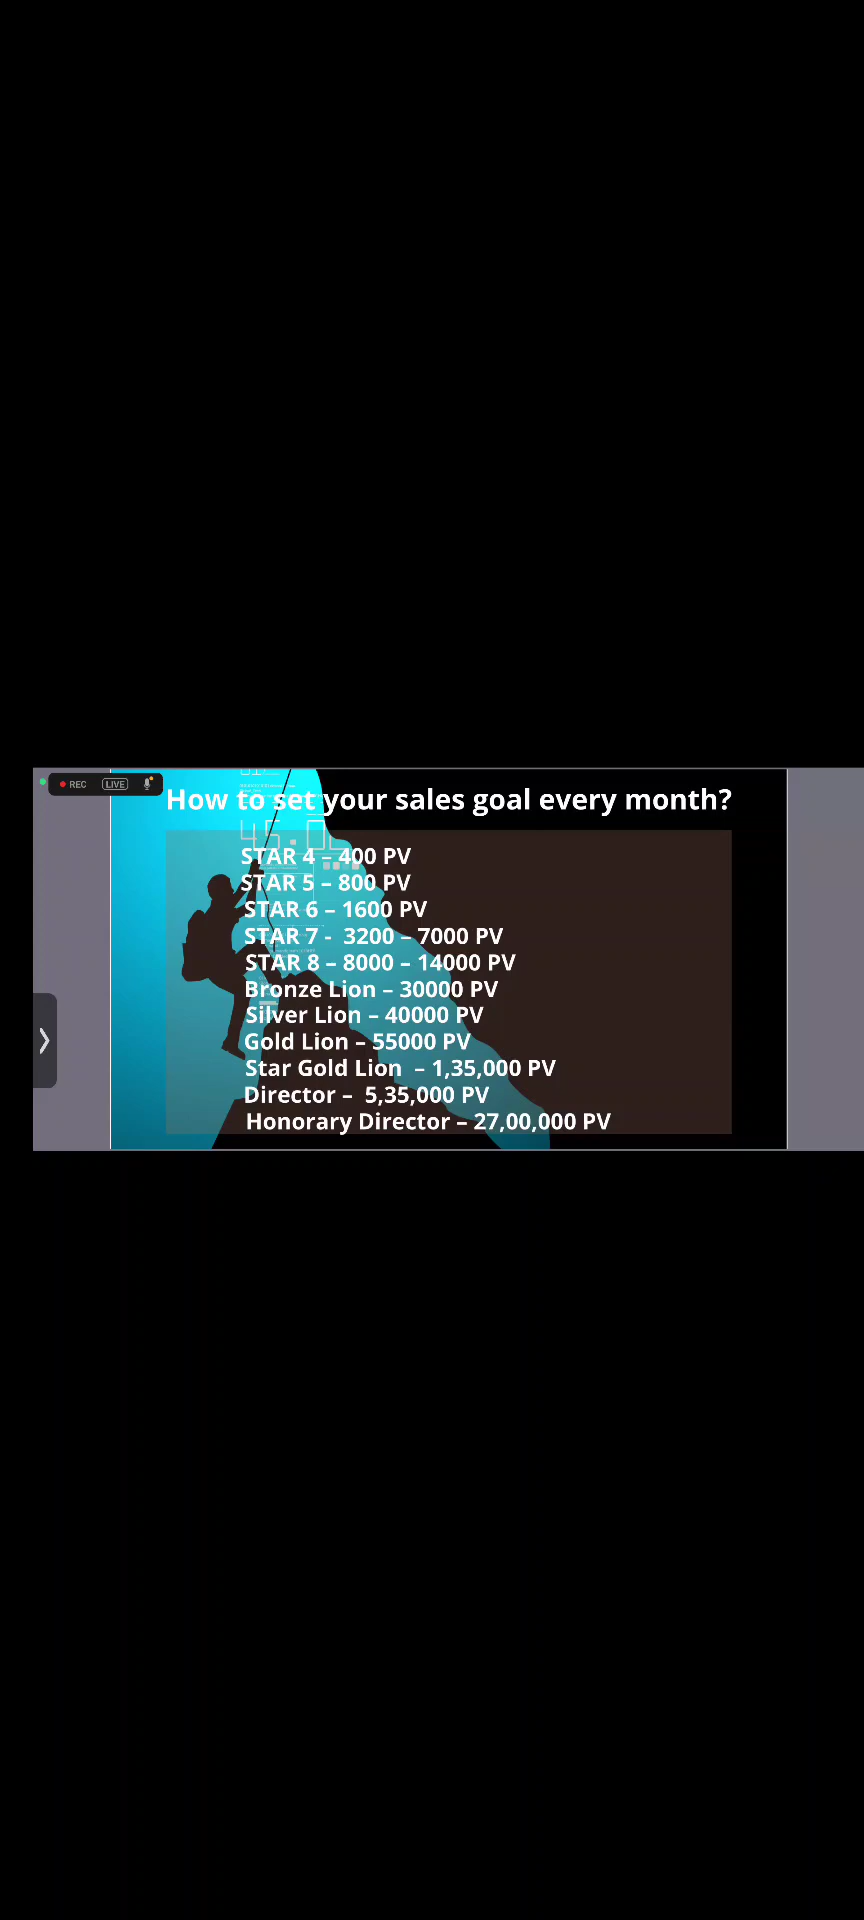 REC LIVE
How to set your sales goal every month?
STAR 4 – 400 PV
STAR 5 – 800 PV
STAR 6 – 1600 PV
STAR 7 -  3200 – 7000 PV
STAR 8 – 8000 – 14000 PV
Bronze Lion – 30000 PV
Silver Lion – 40000 PV
Gold Lion – 55000 PV
Star Gold Lion  – 1,35,000 PV
Director –  5,35,000 PV
Honorary Director – 27,00,000 PV